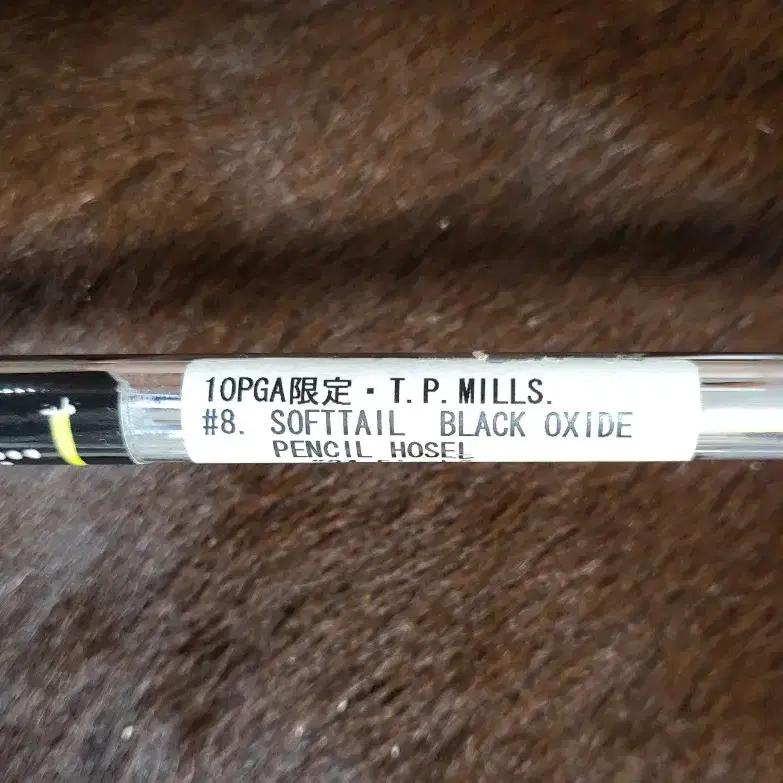 10PGA限定・T.P.MILLS.
#8. SOFTTAIL BLACK OXIDE
PENCIL HOSEL